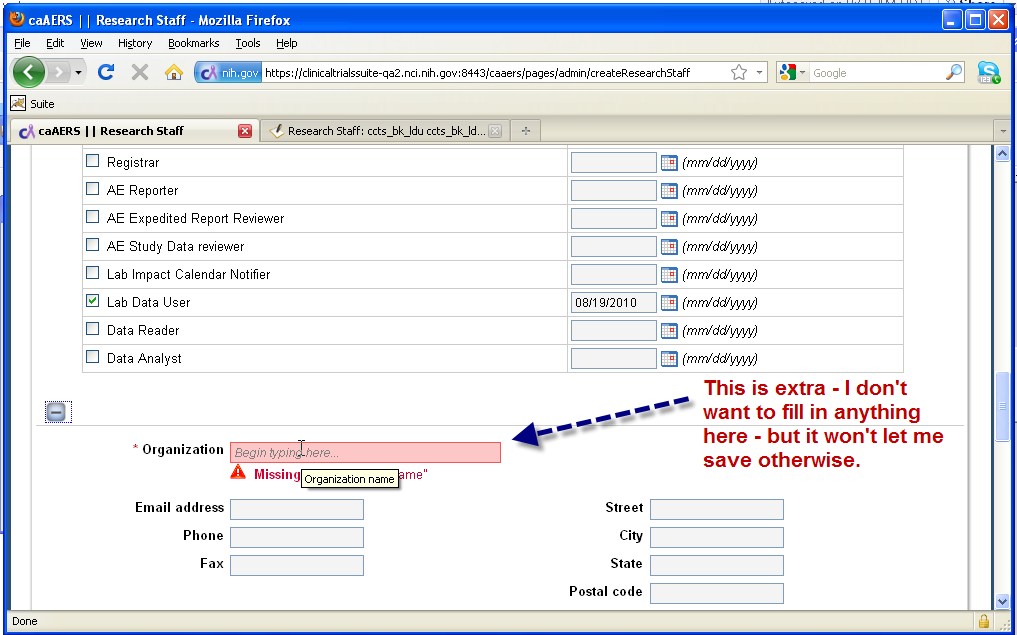 caAERS || Research Staff - Mozilla Firefox
File Edit View History Bookmarks Tools Help
nih.gov https://clinicaltrialssuite-qa2.nci.nih.gov:8443/caaers/pages/admin/createResearchStaff Google
Suite
caAERS || Research Staff Research Staff: ccts_bk_ldu ccts_bk_ld...
Registrar (mm/dd/yyyy)
AE Reporter (mm/dd/yyyy)
AE Expedited Report Reviewer (mm/dd/yyyy)
AE Study Data reviewer (mm/dd/yyyy)
Lab Impact Calendar Notifier (mm/dd/yyyy)
Lab Data User 08/19/2010 (mm/dd/yyyy)
Data Reader (mm/dd/yyyy)
Data Analyst (mm/dd/yyyy)
This is extra - I don't
want to fill in anything
here - but it won't let me
save otherwise.
* Organization Begin typing here...
Missing ame"
Organization name
Email address Street
Phone City
Fax State
Postal code
Done